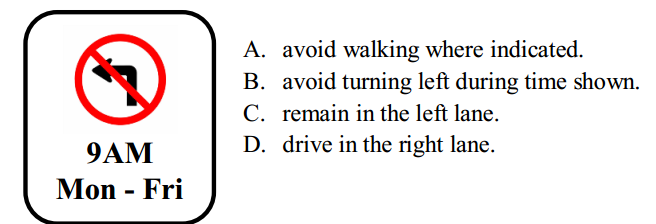 9AM
Mon - Fri
A. avoid walking where indicated.
B. avoid turning left during time shown.
C. remain in the left lane.
D. drive in the right lane.